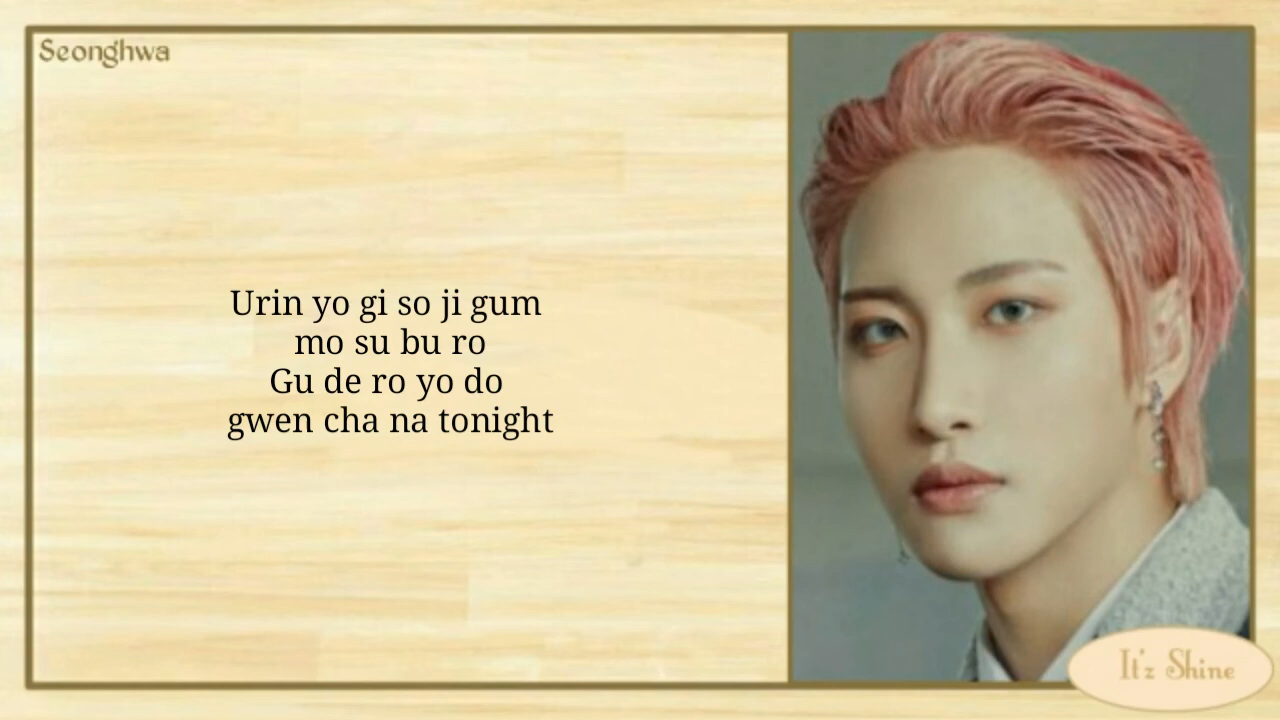 Seonghwa
Urin yo gi so ji gum
mo su bu ro
Gu de ro yo do
gwen cha na tonight
It'z Shine